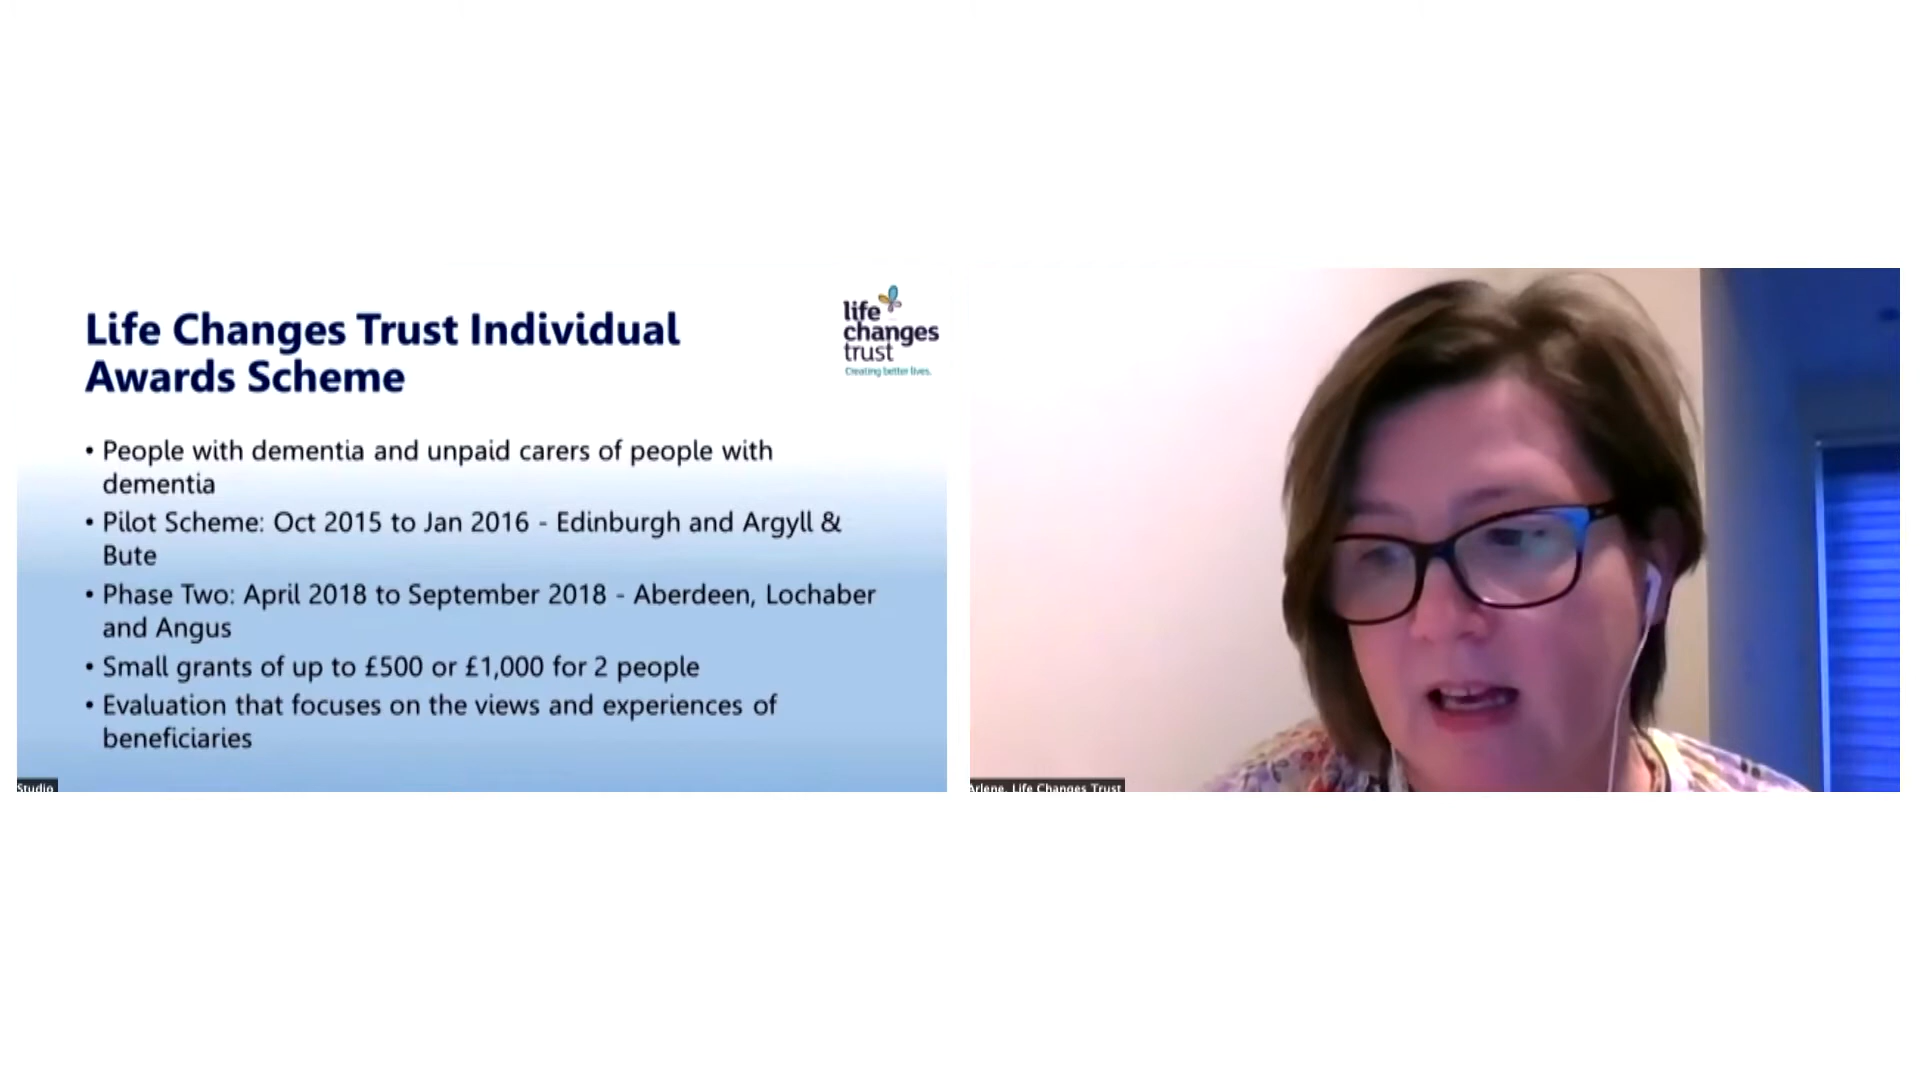 Life Changes Trust Individual
Awards Scheme
life
changes
trust
Creating better lives.
• People with dementia and unpaid carers of people with
dementia
• Pilot Scheme: Oct 2015 to Jan 2016 - Edinburgh and Argyll &
Bute
• Phase Two: April 2018 to September 2018 - Aberdeen, Lochaber
and Angus
• Small grants of up to £500 or £1,000 for 2 people
• Evaluation that focuses on the views and experiences of
beneficiaries
Studio
Arlene, Life Changes Trust